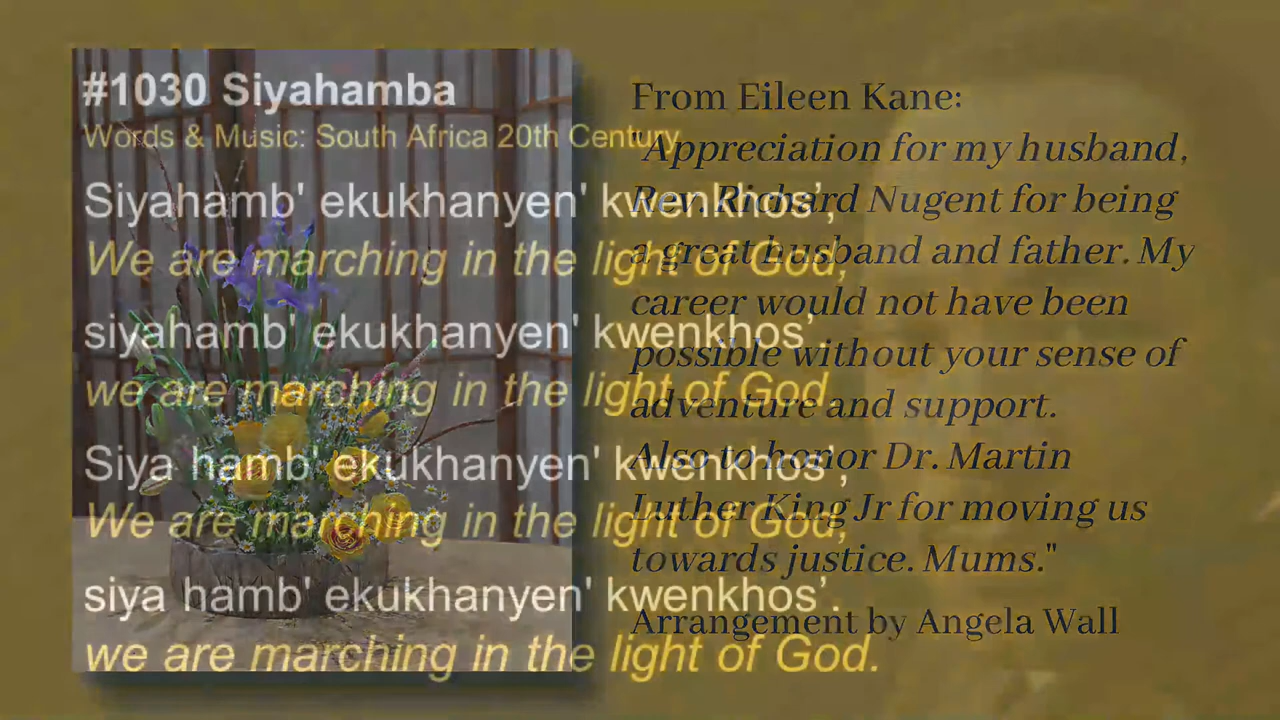 #1030 Siyahamba
Words & Music: South Africa 20th Century
Siyahamb' ekukhanyen' kwenkhos’,
We are marching in the light of God,
siyahamb' ekukhanyen' kwenkhos’.
we are marching in the light of God.
Siya hamb' ekukhanyen' kwenkhos’,
We are marching in the light of God,
siya hamb' ekukhanyen' kwenkhos’.
we are marching in the light of God.
From Eileen Kane:
"Appreciation for my husband,
Rev. Richard Nugent for being
a great husband and father. My
career would not have been
possible without your sense of
adventure and support.
Also to honor Dr. Martin
Luther King Jr for moving us
towards justice. Mums."
Arrangement by Angela Wall